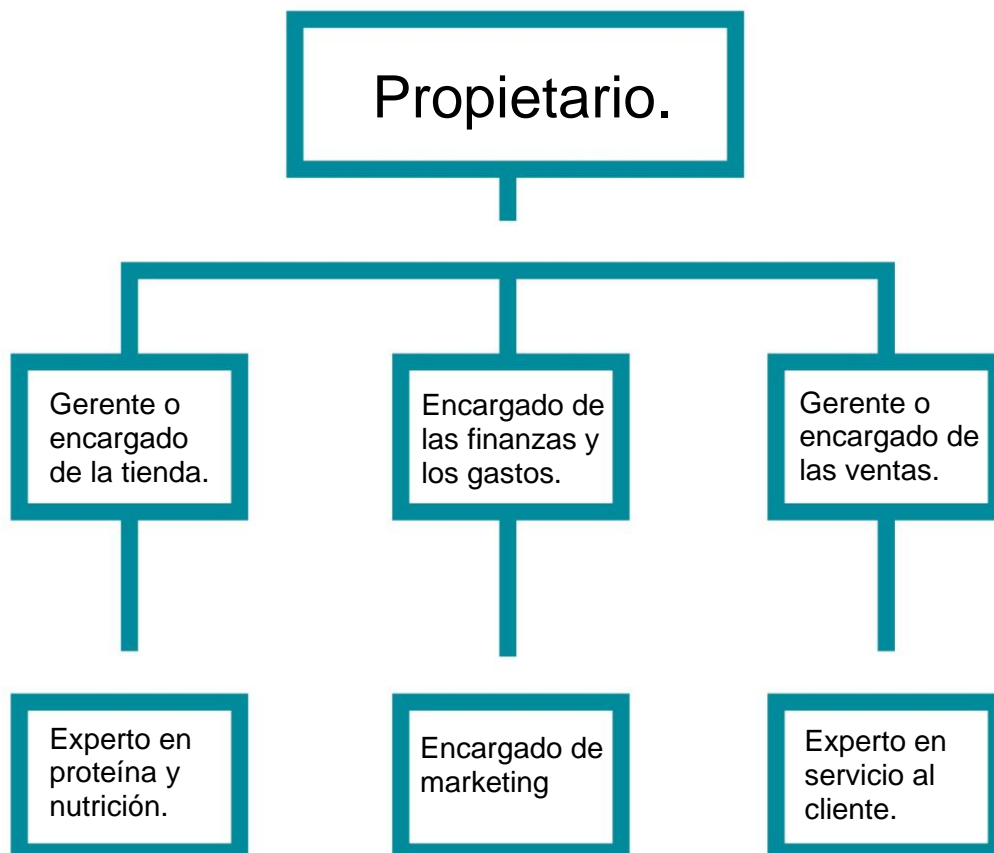 Propietario.
Gerente o
encargado
de la tienda.
Encargado de
las finanzas y
los gastos.
Gerente o
encargado de
las ventas.
Experto en
proteína y
nutrición.
Encargado de
marketing
Experto en
servicio al
cliente.